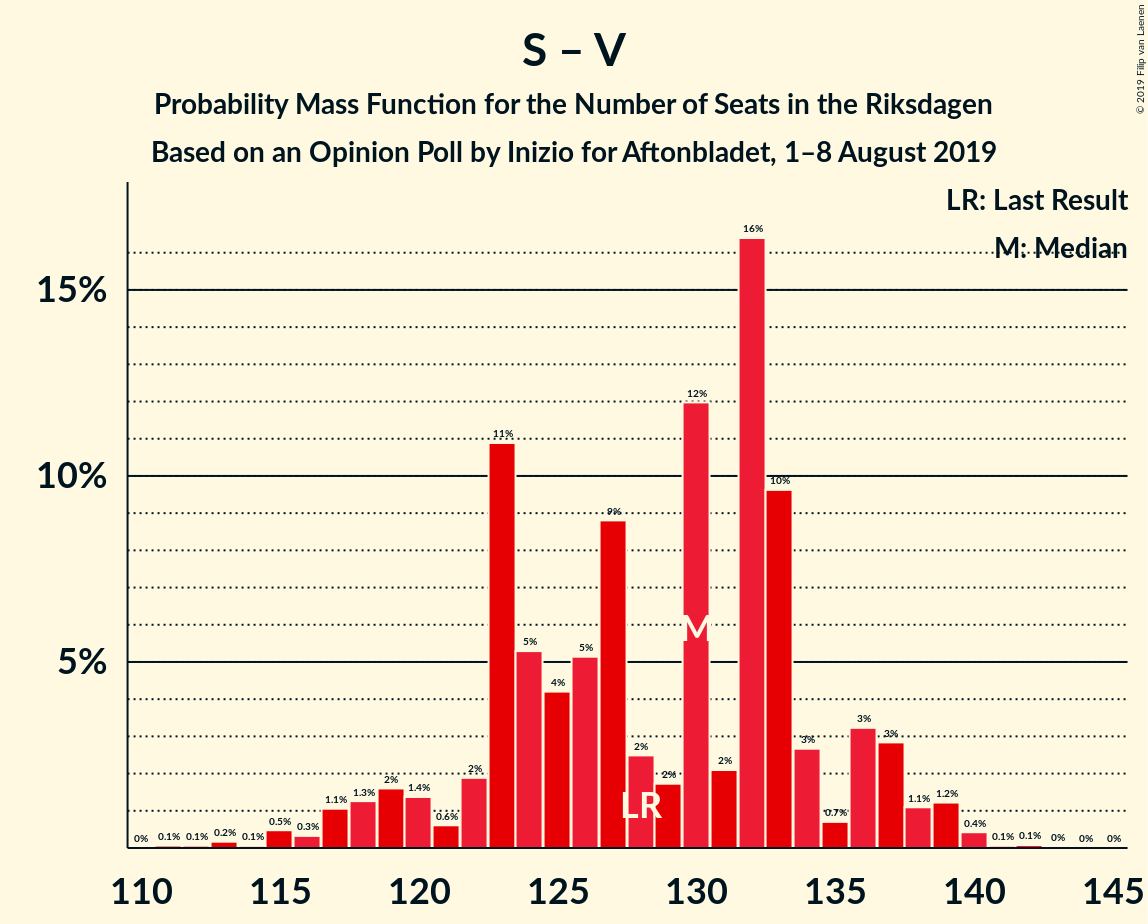 S – V
Probability Mass Function for the Number of Seats in the Riksdagen
Based on an Opinion Poll by Inizio for Aftonbladet, 1–8 August 2019
© 2019 Filip van Laenen
LR: Last Result
M: Median
15%
10%
5%
0% 0.1% 0.1% 0.2% 0.1% 0.5% 0.3% 1.1% 1.3% 2% 1.4% 0.6% 2% 11% 5% 4% 5% 9% 2% 2% 12% 2% 16% 10% 3% 0.7% 3% 3% 1.1% 1.2% 0.4% 0.1% 0.1% 0% 0% 0%
M
LR
110 115 120 125 130 135 140 145